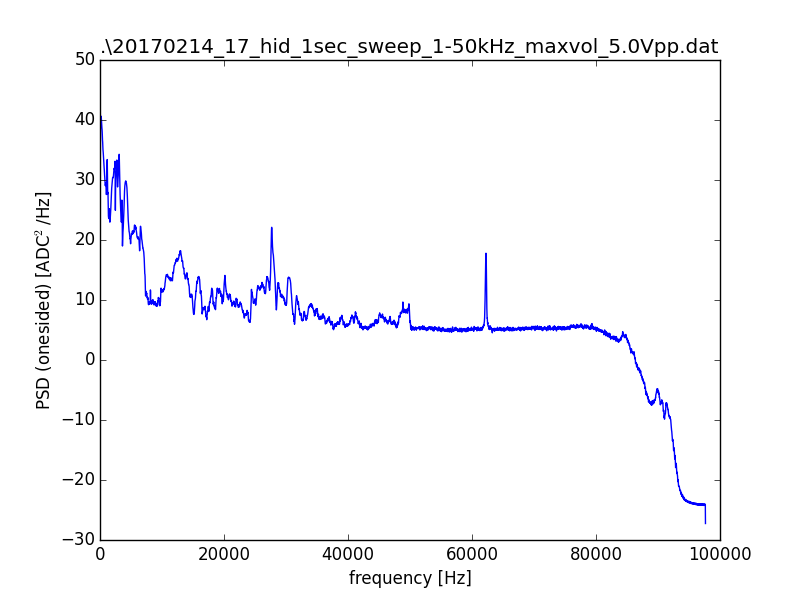 .\20170214_17_hid_1sec_sweep_1-50kHz_maxvol_5.0Vpp.dat
50
40
30
20
10
0
−10
−20
−30
PSD (onesided) [ADC² /Hz]
0 20000 40000 60000 80000 100000
frequency [Hz]